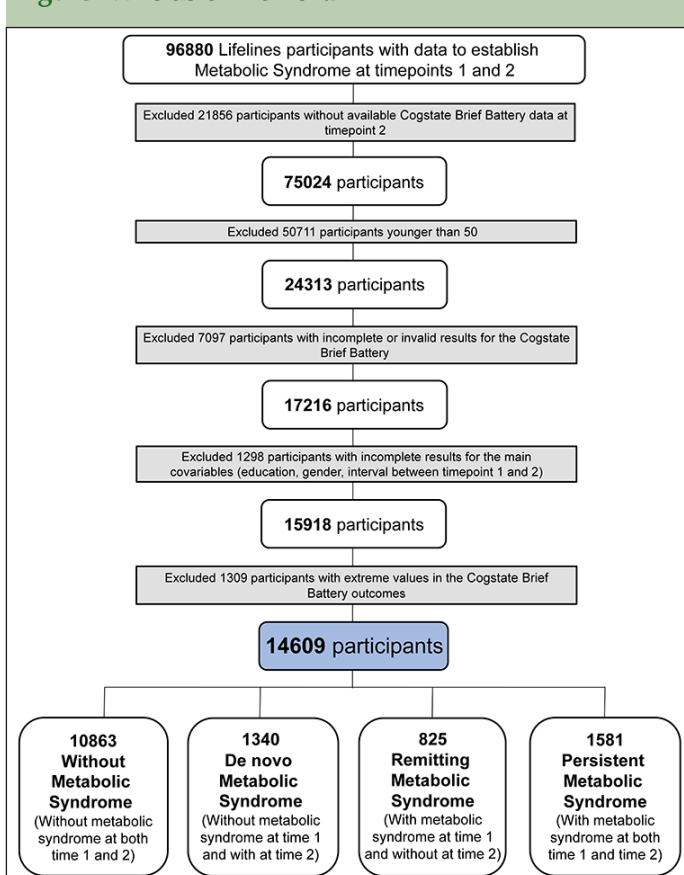 96880 Lifelines participants with data to establish
Metabolic Syndrome at timepoints 1 and 2
Excluded 21856 participants without available Cogstate Brief Battery data at
timepoint 2
75024 participants
Excluded 50711 participants younger than 50
24313 participants
Excluded 7097 participants with incomplete or invalid results for the Cogstate
Brief Battery
17216 participants
Excluded 1298 participants with incomplete results for the main
covariables (education, gender, interval between timepoint 1 and 2)
15918 participants
Excluded 1309 participants with extreme values in the Cogstate Brief
Battery outcomes
14609 participants
10863
Without
Metabolic
Syndrome
(Without metabolic
syndrome at both
time 1 and 2)
1340
De novo
Metabolic
Syndrome
(Without metabolic
syndrome at time 1
and with at time 2)
825
Remitting
Metabolic
Syndrome
(With metabolic
syndrome at time 1
and without at time 2)
1581
Persistent
Metabolic
Syndrome
(With metabolic
syndrome at both
time 1 and time 2)